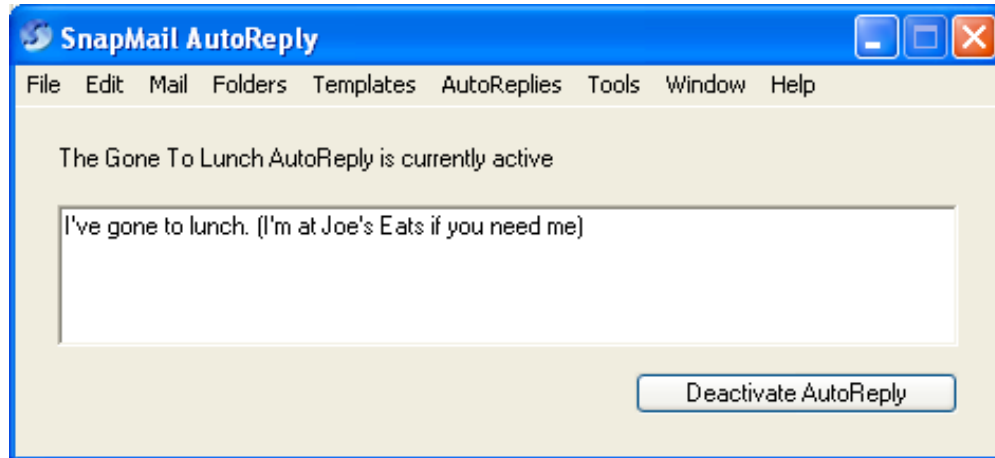 SnapMail AutoReply
File Edit Mail Folders Templates AutoReplies Tools Window Help
The Gone To Lunch AutoReply is currently active
I've gone to lunch. (I'm at Joe's Eats if you need me)
Deactivate AutoReply